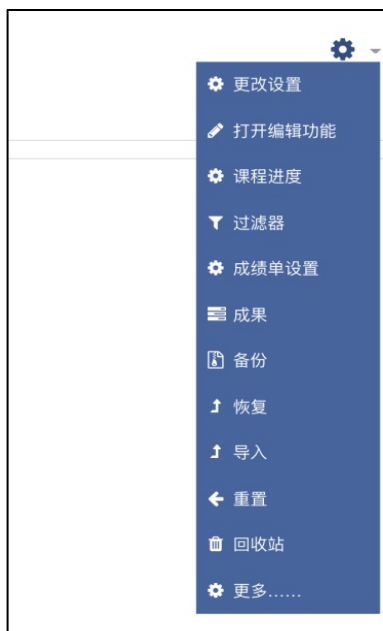 更改设置
打开编辑功能
课程进度
过滤器
成绩单设置
成果
备份
恢复
导入
重置
回收站
更多……